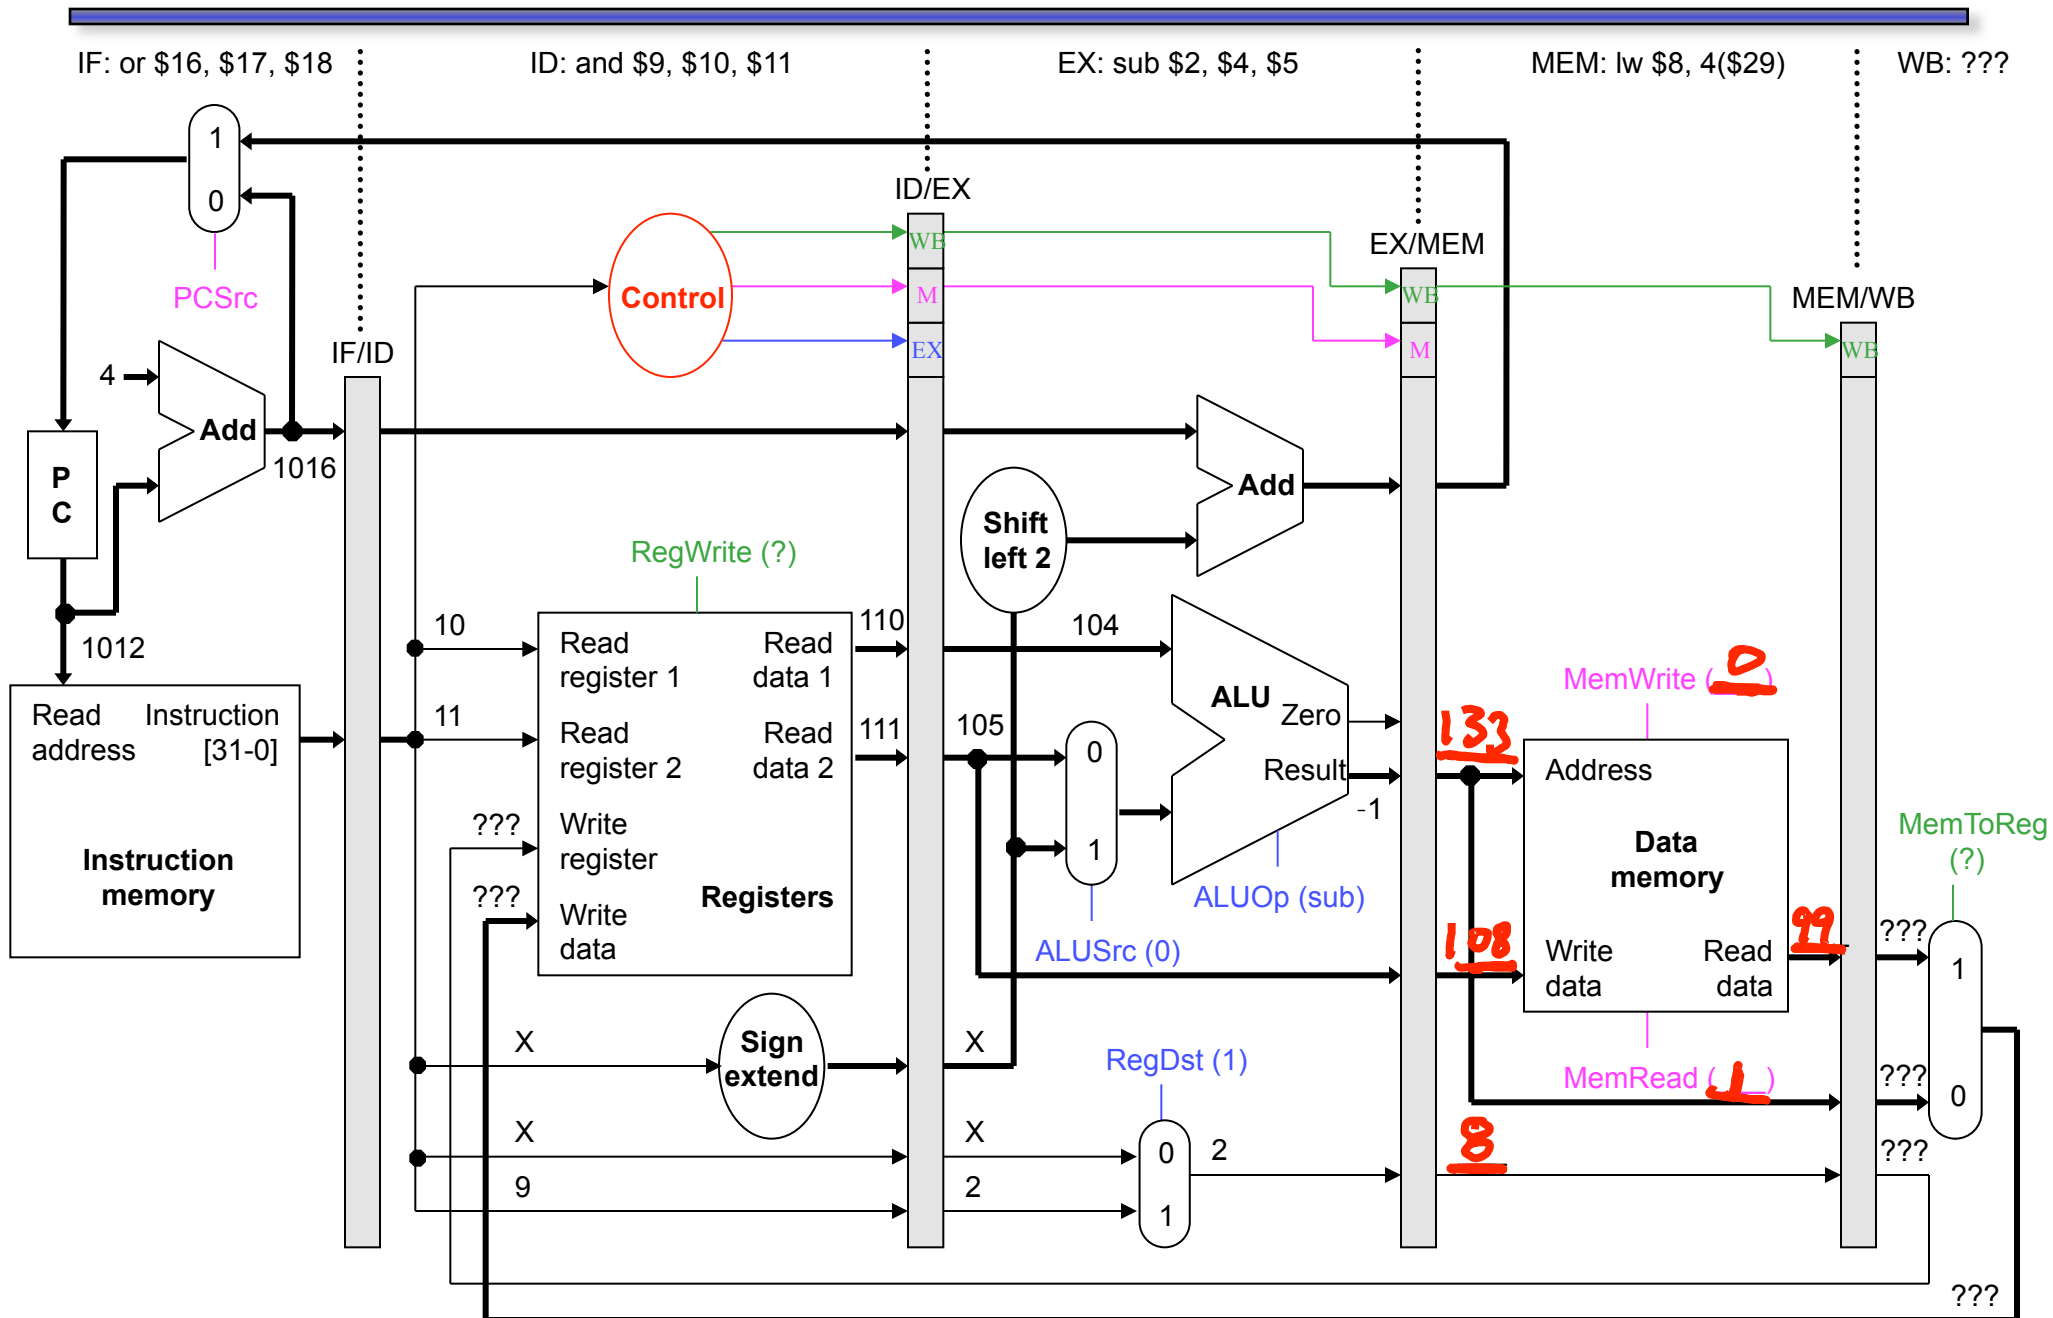 IF: or $16, $17, $18
ID: and $9, $10, $11
EX: sub $2, $4, $5
MEM: lw $8, 4($29)
WB: ???
1
0
PCSrc
4
Add
1016
P
C
1012
Read
address
Instruction
[31-0]
Instruction
memory
IF/ID
Control
ID/EX
WB
M
EX
EX/MEM
WB
M
MEM/WB
WB
RegWrite (?)
10
11
???
???
Read
register 1
Read
data 1
Read
register 2
Read
data 2
Write
register
Write
data
Registers
110
111
X
Sign
extend
X
9
Shift
left 2
Add
104
105
0
1
ALUSrc (0)
ALU
Zero
Result
-1
ALUOp (sub)
X
X
2
RegDst (1)
0
1
2
133
108
8
MemWrite (0)
Address
Data
memory
Write
data
Read
data
MemRead (1)
99
MemToReg
(?)
???
1
???
0
???
???